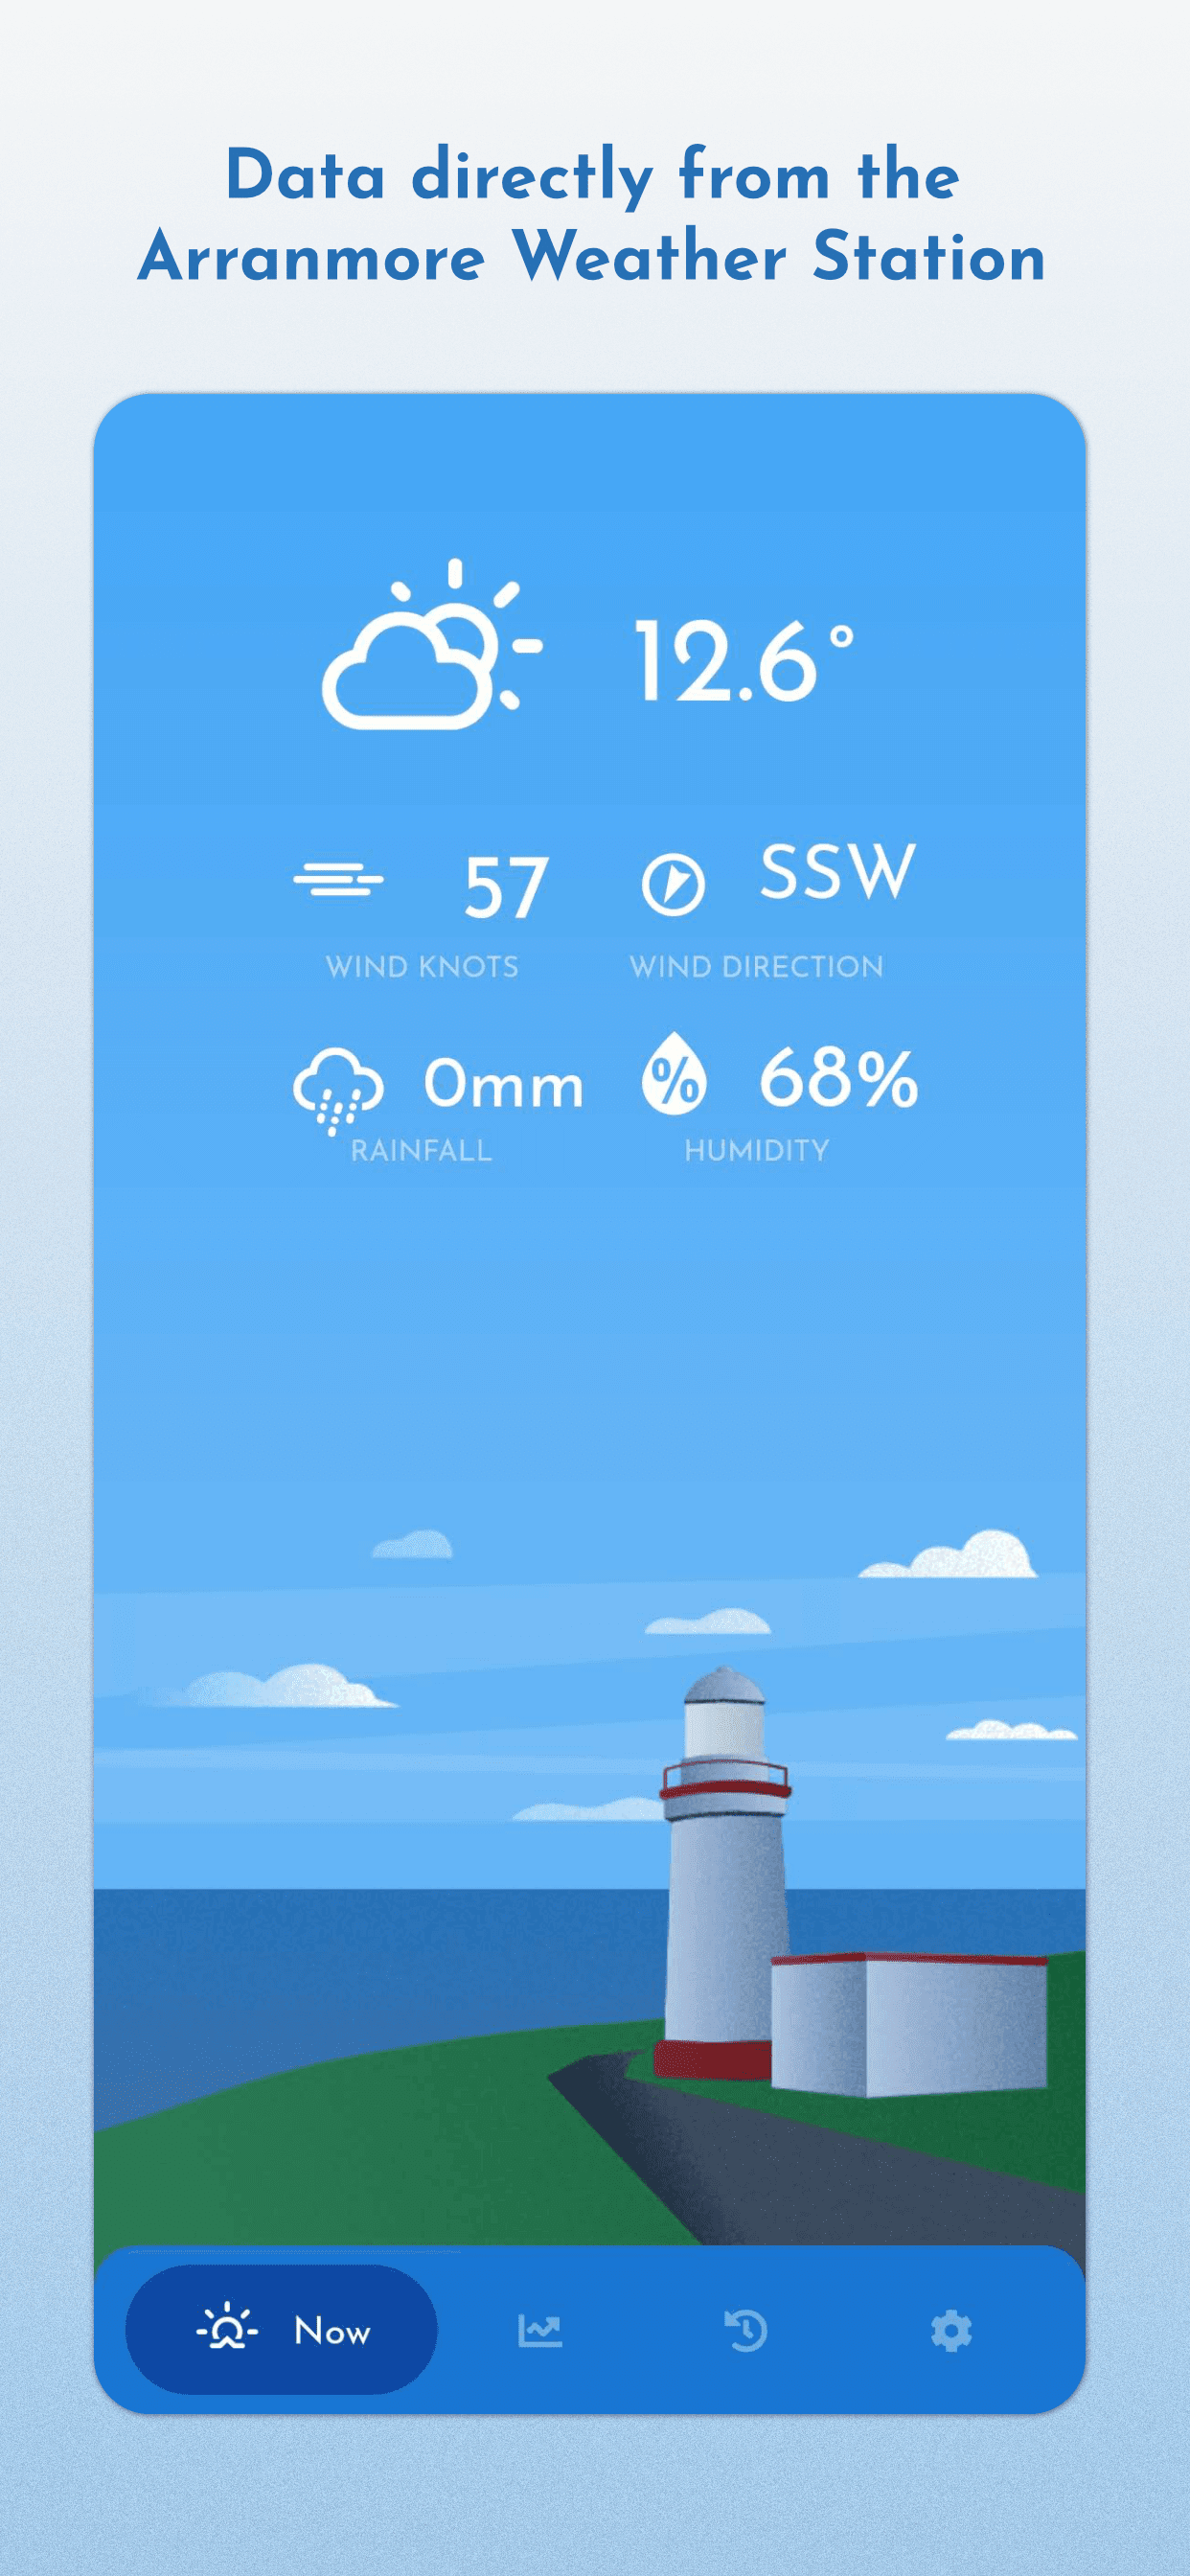 Data directly from the
Arranmore Weather Station
12.6°
57
SSW
WIND KNOTS
WIND DIRECTION
0mm
% 68%
RAINFALL
HUMIDITY
Now